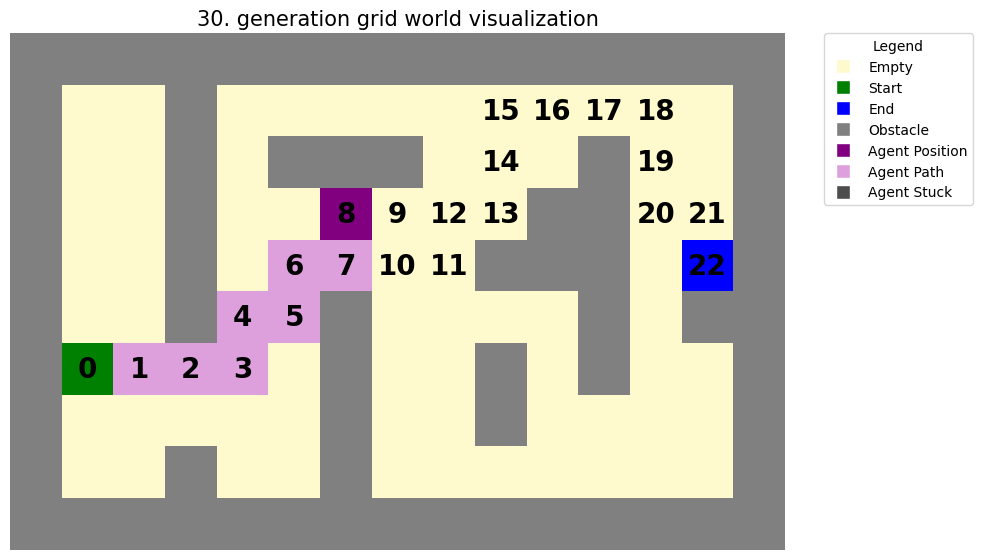 30. generation grid world visualization
Legend
Empty
Start
End
Obstacle
Agent Position
Agent Path
Agent Stuck
15 16 17 18
14 19
8 9 12 13 20 21
6 7 10 11 22
4 5
0 1 2 3